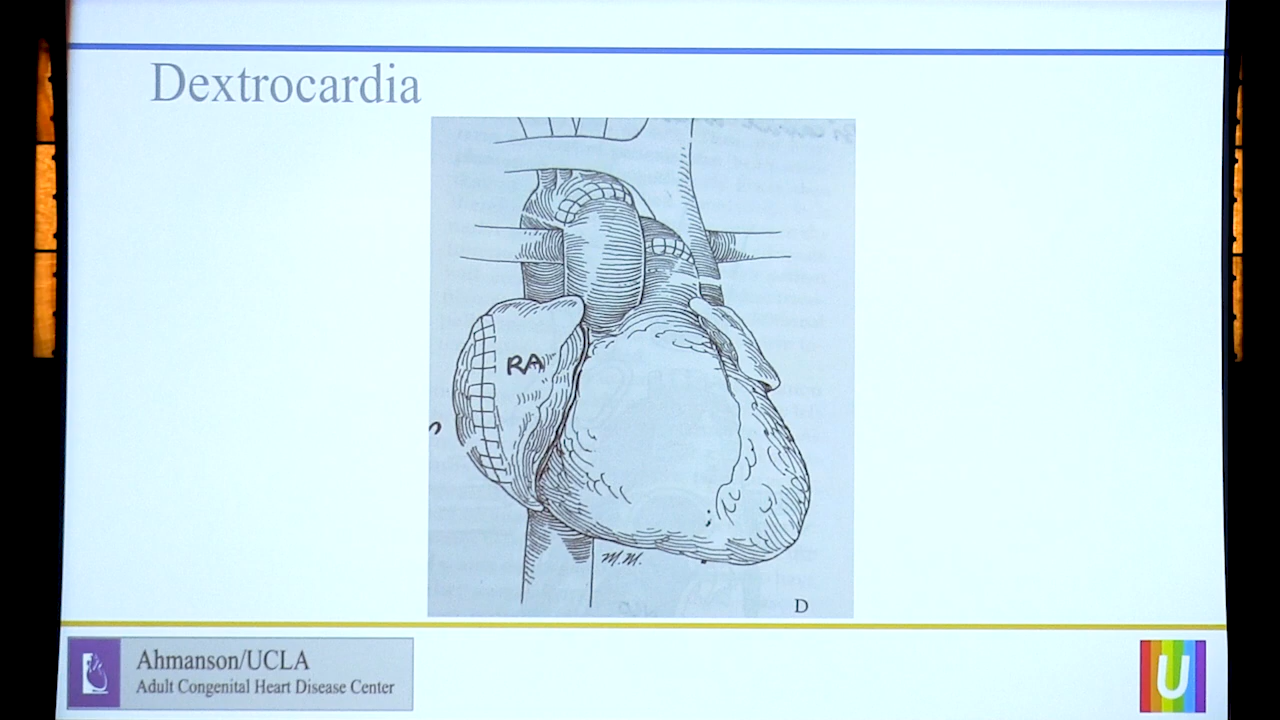 Dextrocardia
RA
M.M.
D
Ahmanson/UCLA
Adult Congenital Heart Disease Center
U